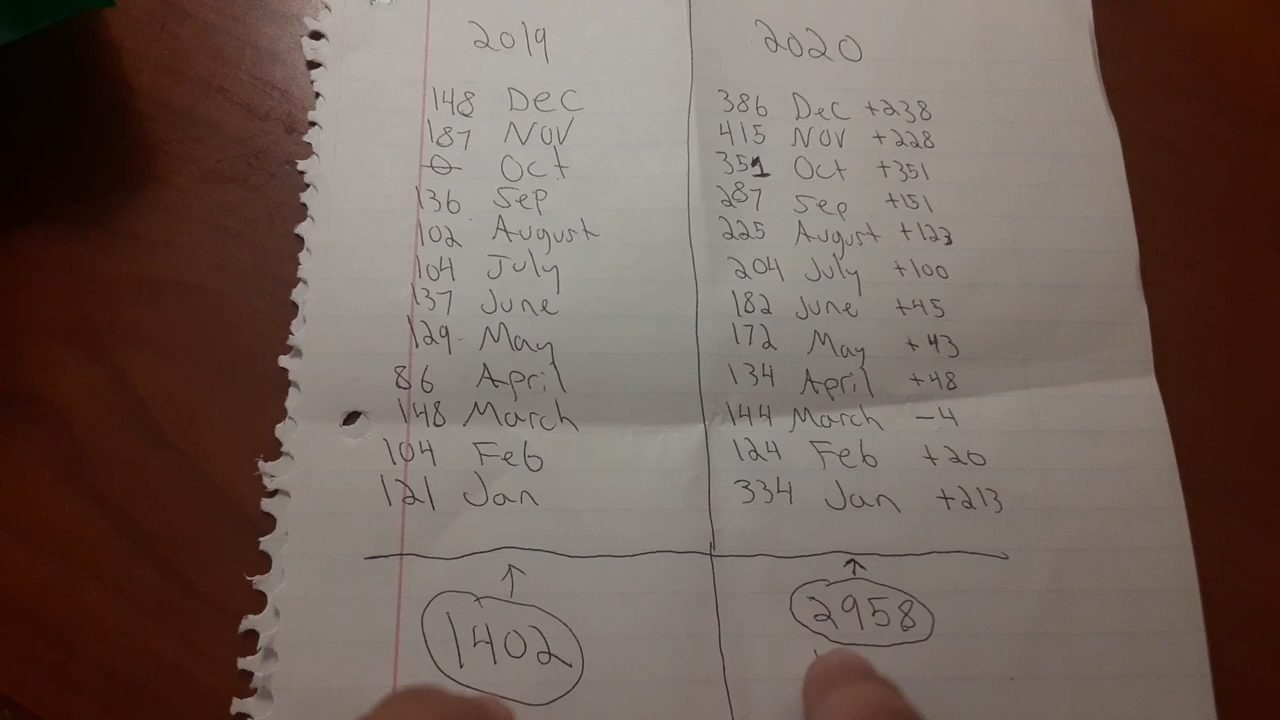 2019 2020
148 Dec 386 Dec +238
187 Nov 415 Nov +228
0 Oct 351 Oct +351
136 Sep 287 Sep +151
102 August 225 August +123
104 July 204 July +100
137 June 182 June +45
129 May 172 May +43
86 April 134 April +48
148 March 144 March -4
104 Feb 124 Feb +20
121 Jan 334 Jan +213
1402 2958